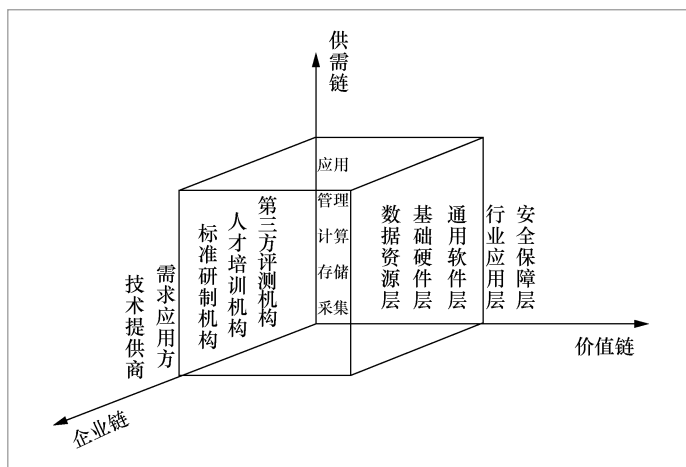 供需链
应用
管理
计算
存储
采集
第三方评测机构
人才培训机构
标准研制机构
需求应用方
技术提供商
数据资源层
基础硬件层
通用软件层
行业应用层
安全保障层
价值链
企业链